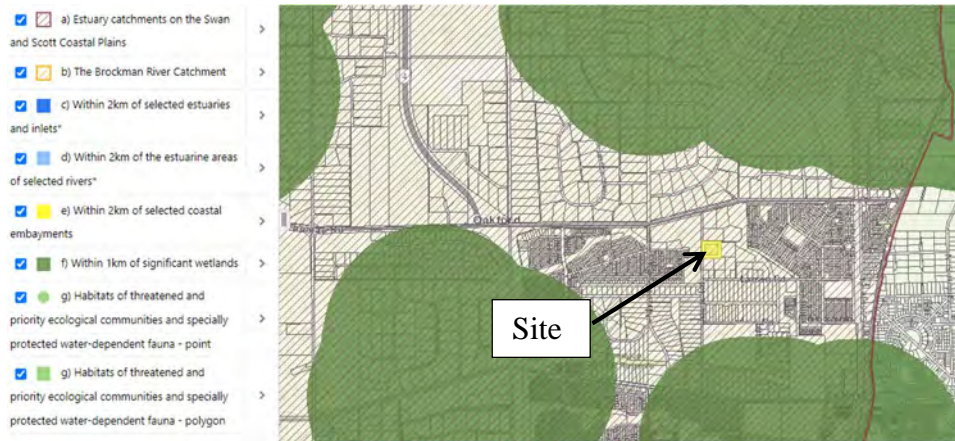 a) Estuary catchments on the Swan
and Scott Coastal Plains
b) The Brockman River Catchment
c) Within 2km of selected estuaries
and inlets*
d) Within 2km of the estuarine areas
of selected rivers*
e) Within 2km of selected coastal
embayments
f) Within 1km of significant wetlands
g) Habitats of threatened and
priority ecological communities and specially
protected water-dependent fauna - point
g) Habitats of threatened and
priority ecological communities and specially
protected water-dependent fauna - polygon
Oakford
Site